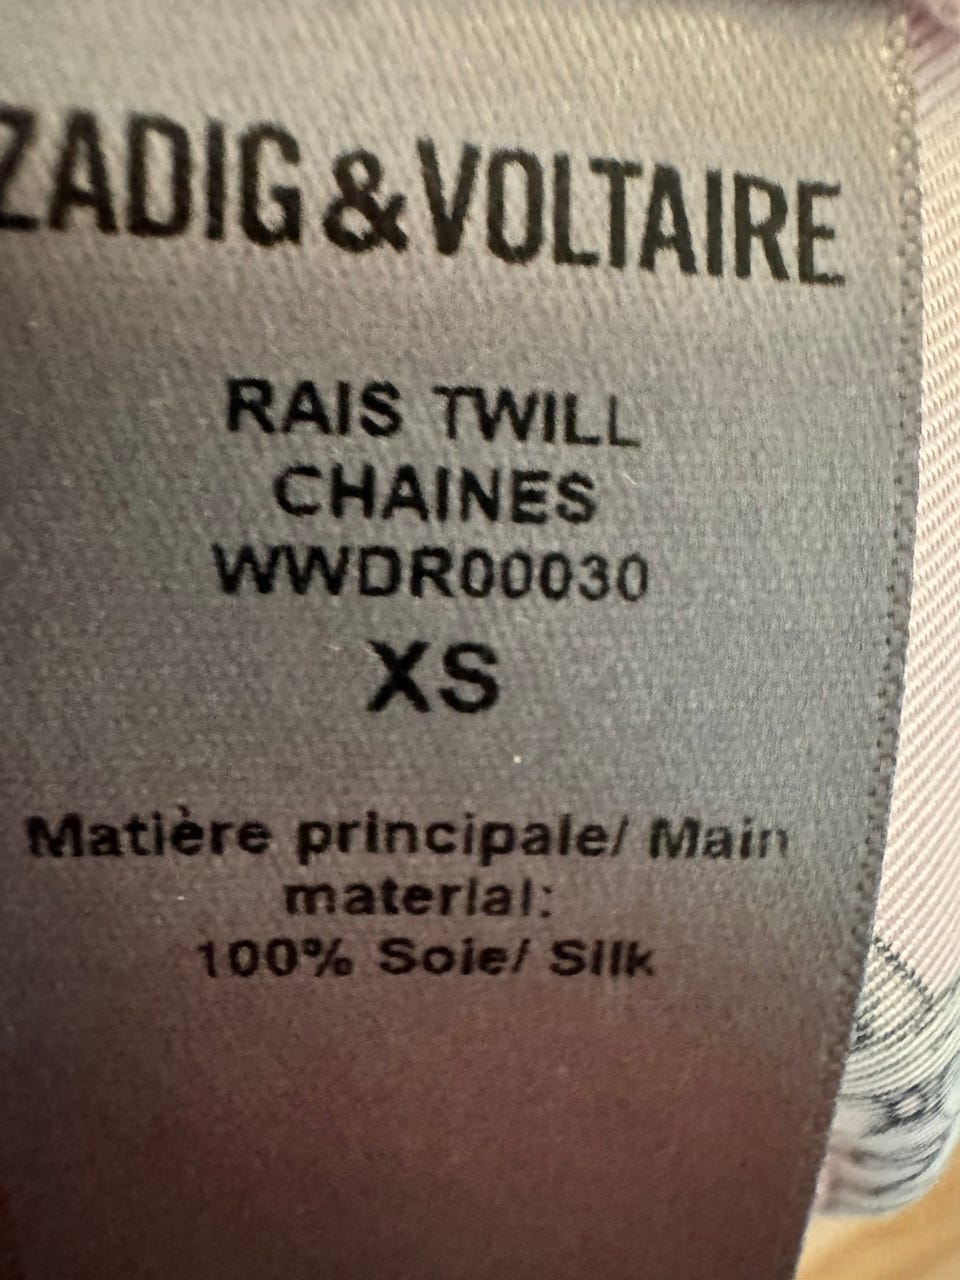 ZADIG&VOLTAIRE
RAIS TWILL
CHAINES
WWDR00030
XS
Matière principale/ Main
material:
100% Soie/ Silk